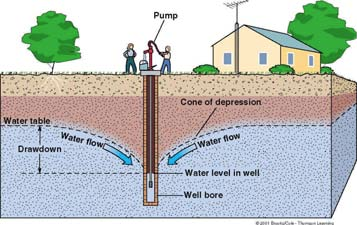 Pump
Cone of depression
Water table
Water flow
Water flow
Drawdown
Water level in well
Well bore
© 2001 Brooks/Cole - Thomson Learning